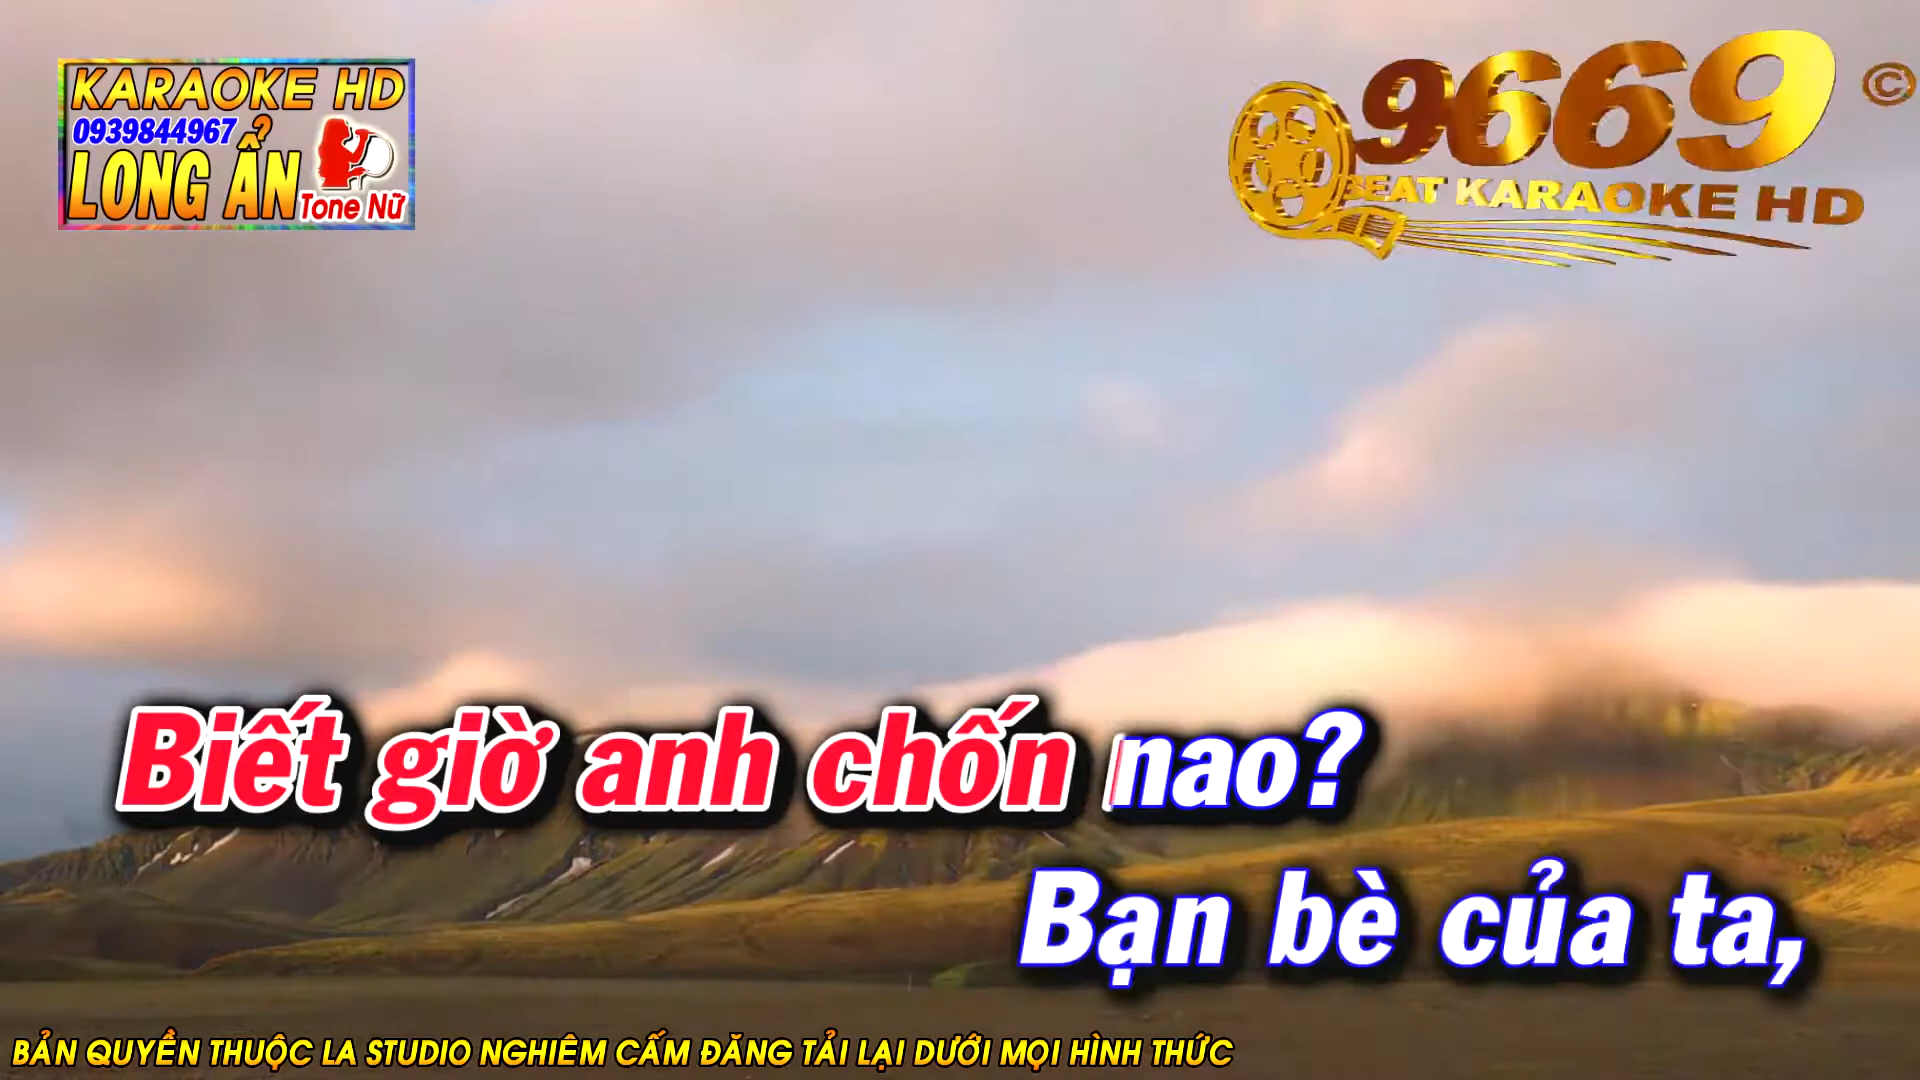 KARAOKE HD
0939844967
LONG ẨN
Tone Nữ
9669 ©
BEAT KARAOKE HD
Biết giờ anh chốn nao?
Bạn bè của ta,
BẢN QUYỀN THUỘC LA STUDIO NGHIÊM CẤM ĐĂNG TẢI LẠI DƯỚI MỌI HÌNH THỨC